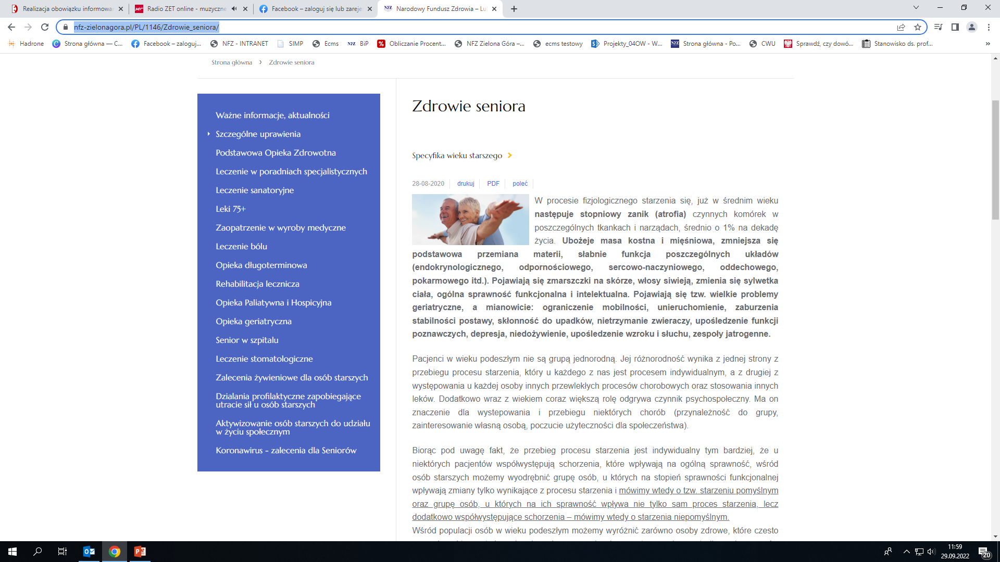 Realizacja obowiązku informowan
Radio ZET online - muzyczne
Facebook – zaloguj się lub zareje
Narodowy Fundusz Zdrowia – Lu
nfz-zielonagora.pl/PL/1146/Zdrowie_seniora/
Hadrone
Strona główna — C...
Facebook – zaloguj...
NFZ - INTRANET
SIMP
Ecms
BiP
Obliczanie Procent...
NFZ Zielona Góra –...
ecms testowy
Projekty_04OW - W...
Strona główna - Po...
CWU
Sprawdź, czy dowó...
Stanowisko ds. prof...
»
Strona główna › Zdrowie seniora
Ważne informacje, aktualności
Szczególne uprawienia
Podstawowa Opieka Zdrowotna
Leczenie w poradniach specjalistycznych
Leczenie sanatoryjne
Leki 75+
Zaopatrzenie w wyroby medyczne
Leczenie bólu
Opieka długoterminowa
Rehabilitacja lecznicza
Opieka Paliatywna i Hospicyjna
Opieka geriatryczna
Senior w szpitalu
Leczenie stomatologiczne
Zalecenia żywieniowe dla osób starszych
Dzialania profilaktyczne zapobiegające
utracie sił u osób starszych
Aktywizowanie osób starszych do udziału
w życiu społecznym
Koronawirus - zalecenia dla Seniorów
Zdrowie seniora
Specyfika wieku starszego
28-08-2020 drukuj PDF poleć
W procesie fizjologicznego starzenia się, już w średnim wieku
następuje stopniowy zanik (atrofia) czynnych komórek w
poszczególnych tkankach i narządach, średnio o 1% na dekadę
życia. Ubożeje masa kostna i mięśniowa, zmniejsza się
podstawowa przemiana materii, słabnie funkcja poszczególnych układów
(endokrynologicznego, odpornościowego, sercowo-naczyniowego, oddechowego,
pokarmowego itd.). Pojawiają się zmarszczki na skórze, włosy siwieją, zmienia się sylwetka
ciała, ogólna sprawność funkcjonalna i intelektualna. Pojawiają się tzw. wielkie problemy
geriatryczne, a mianowicie: ograniczenie mobilności, unieruchomienie, zaburzenia
stabilności postawy, skłonność do upadków, nietrzymanie zwieraczy, upośledzenie funkcji
poznawczych, depresja, niedożywienie, upośledzenie wzroku i słuchu, zespoły jatrogenne.
Pacjenci w wieku podeszłym nie są grupą jednorodną. Jej różnorodność wynika z jednej strony z
przebiegu procesu starzenia, który u każdego z nas jest procesem indywidualnym, a z drugiej z
występowania u każdej osoby innych przewlekłych procesów chorobowych oraz stosowania innych
leków. Dodatkowo wraz z wiekiem coraz większą rolę odgrywa czynnik psychospołeczny. Ma on
znaczenie dla wystepowania i przebiegu niektórych chorób (przynależność do grupy,
zainteresowanie własną osobą, poczucie użyteczności dla społeczeństwa).
Biorąc pod uwagę fakt, że przebieg procesu starzenia jest indywidualny tym bardziej, że u
niektórych pacjentów współwystępują schorzenia, które wpływają na ogólną sprawność, wśród
osób starszych możemy wyodrębnić grupę osób, u których na stopień sprawności funkcjonalnej
wpływają zmiany tylko wynikające z procesu starzenia i mówimy wtedy o tzw. starzeniu pomyślnym
oraz grupę osób, u których na ich sprawność wpływa nie tylko sam proces starzenia, lecz
dodatkowo współwystępujące schorzenia – mówimy wtedy o starzenia niepomyślnym.
Wśród populacji osób w wieku podeszłym możemy wyróżnić zarówno osoby zdrowe, które często
11:59
29.09.2022
20